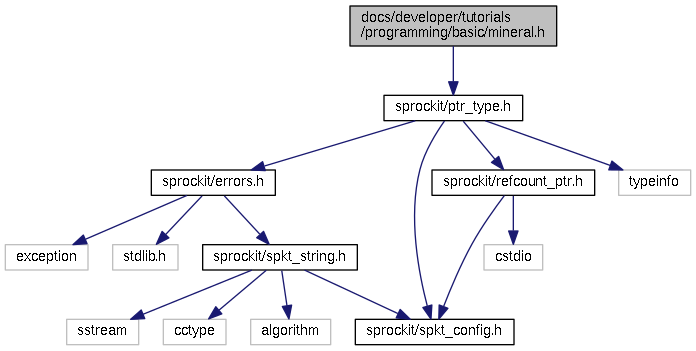 docs/developer/tutorials
/programming/basic/mineral.h
sprockit/ptr_type.h
sprockit/errors.h
sprockit/refcount_ptr.h
typeinfo
exception
stdlib.h
sprockit/spkt_string.h
cstdio
sstream
cctype
algorithm
sprockit/spkt_config.h